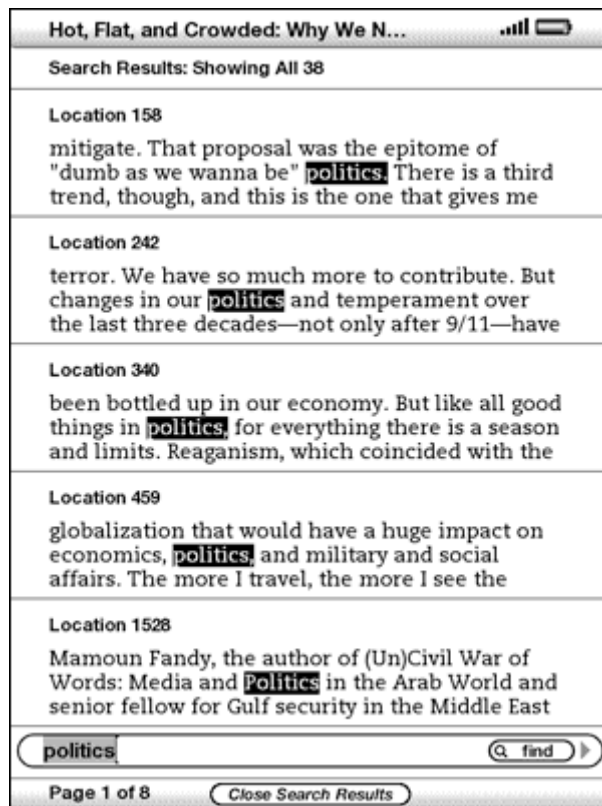 Hot, Flat, and Crowded: Why We N...
Search Results: Showing All 38
Location 158
mitigate. That proposal was the epitome of
"dumb as we wanna be" politics. There is a third
trend, though, and this is the one that gives me
Location 242
terror. We have so much more to contribute. But
changes in our politics and temperament over
the last three decades—not only after 9/11—have
Location 340
been bottled up in our economy. But like all good
things in politics, for everything there is a season
and limits. Reaganism, which coincided with the
Location 459
globalization that would have a huge impact on
economics, politics, and military and social
affairs. The more I travel, the more I see the
Location 1528
Mamoun Fandy, the author of (Un)Civil War of
Words: Media and Politics in the Arab World and
senior fellow for Gulf security in the Middle East
politics find
Page 1 of 8 Close Search Results